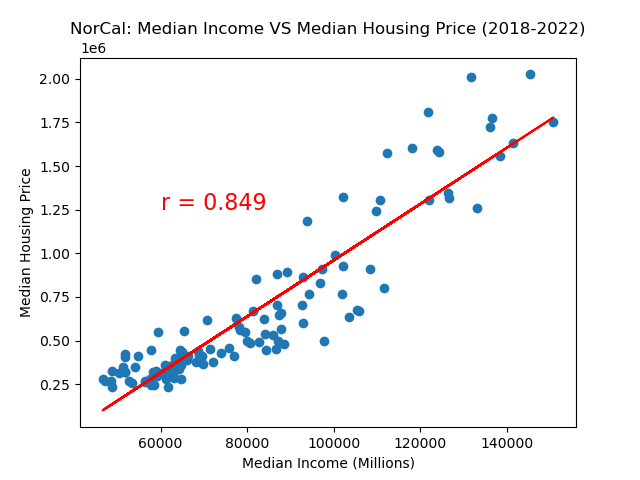 NorCal: Median Income VS Median Housing Price (2018-2022)
1e6
2.00
1.75
1.50
1.25
1.00
0.75
0.50
0.25
Median Housing Price
r = 0.849
60000 80000 100000 120000 140000
Median Income (Millions)